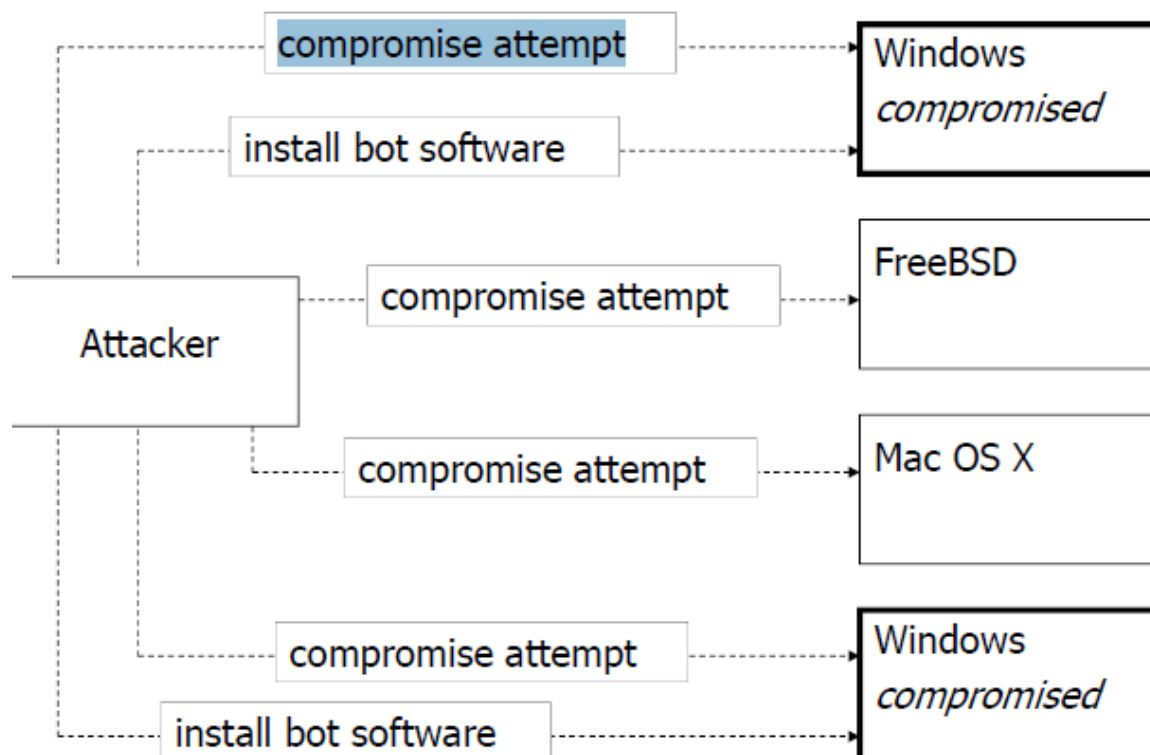 compromise attempt
Windows
compromised
install bot software
FreeBSD
compromise attempt
Attacker
Mac OS X
compromise attempt
Windows
compromise attempt
compromised
install bot software